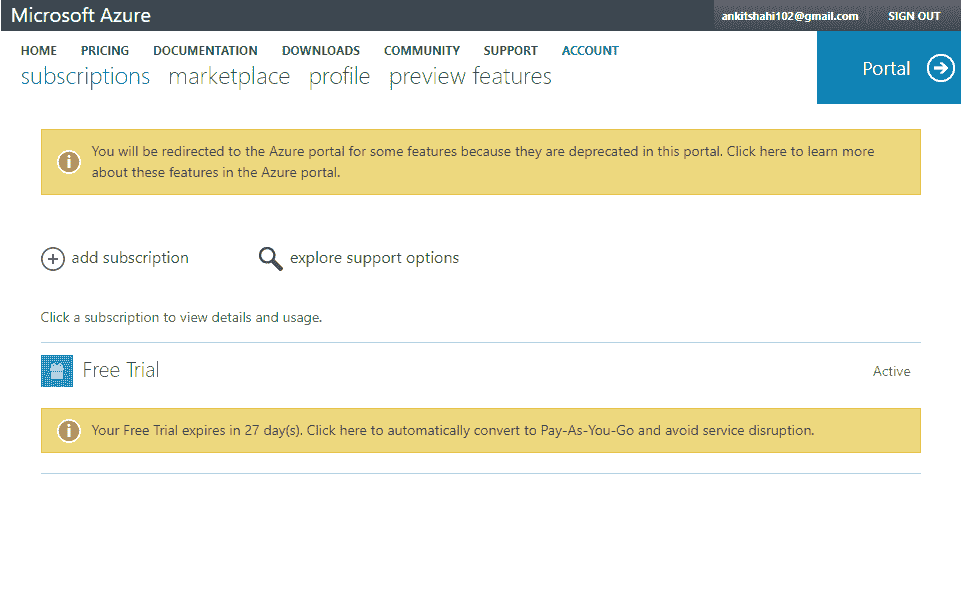 Microsoft Azure
ankitshahi102@gmail.com SIGN OUT
HOME PRICING DOCUMENTATION DOWNLOADS COMMUNITY SUPPORT ACCOUNT
subscriptions marketplace profile preview features
Portal
You will be redirected to the Azure portal for some features because they are deprecated in this portal. Click here to learn more
about these features in the Azure portal.
add subscription explore support options
Click a subscription to view details and usage.
Free Trial Active
Your Free Trial expires in 27 day(s). Click here to automatically convert to Pay-As-You-Go and avoid service disruption.